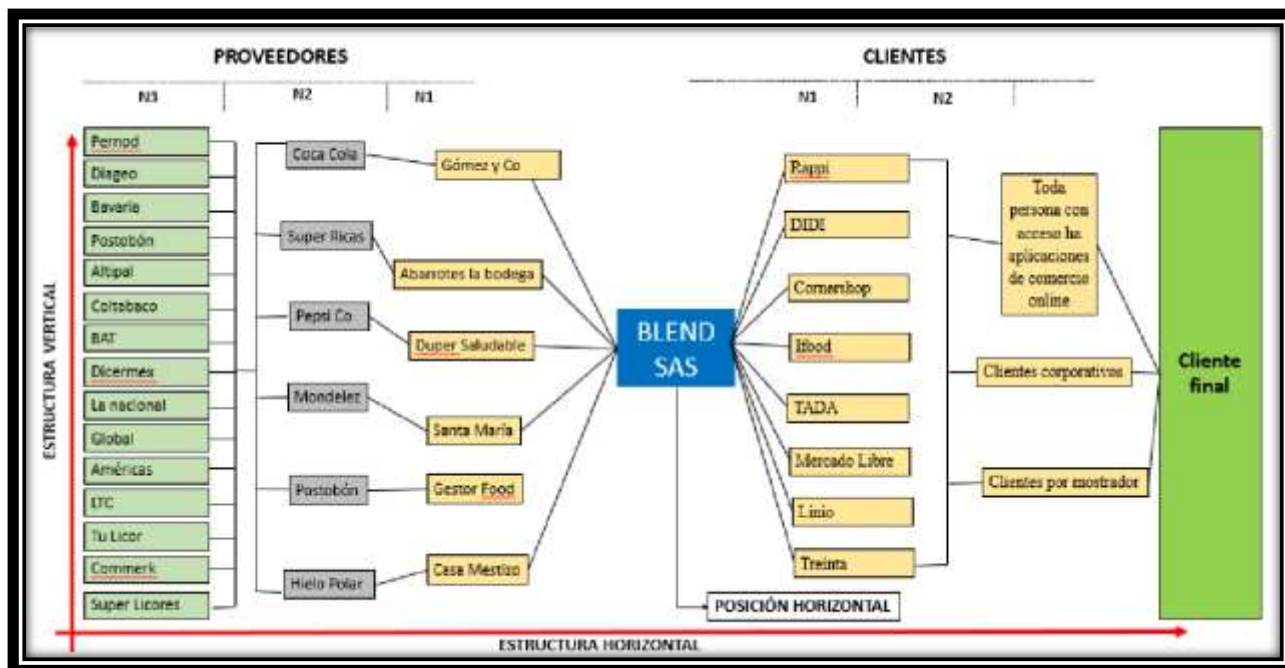 PROVEEDORES
CLIENTES
N3
N2
N1
N1
N2
ESTRUCTURA VERTICAL
Pernod
Diageo
Bavaria
Postobón
Altipal
Coltabaco
BAT
Dicermex
La nacional
Global
Américas
LTC
Tu Licor
Commerk
Super Licores
Coca Cola
Super Ricas
Pepsi Co
Mondelez
Postobón
Hielo Polar
Gómez y Co
Abarrotes la bodega
Duper Saludable
Santa María
Gestor Food
Casa Mestizo
BLEND
SAS
POSICIÓN HORIZONTAL
Rappi
DIDI
Cornershop
Ifood
TADA
Mercado Libre
Linio
Treinta
Toda
persona con
acceso ha
aplicaciones
de comercio
online
Clientes corporativos
Clientes por mostrador
Cliente
final
ESTRUCTURA HORIZONTAL